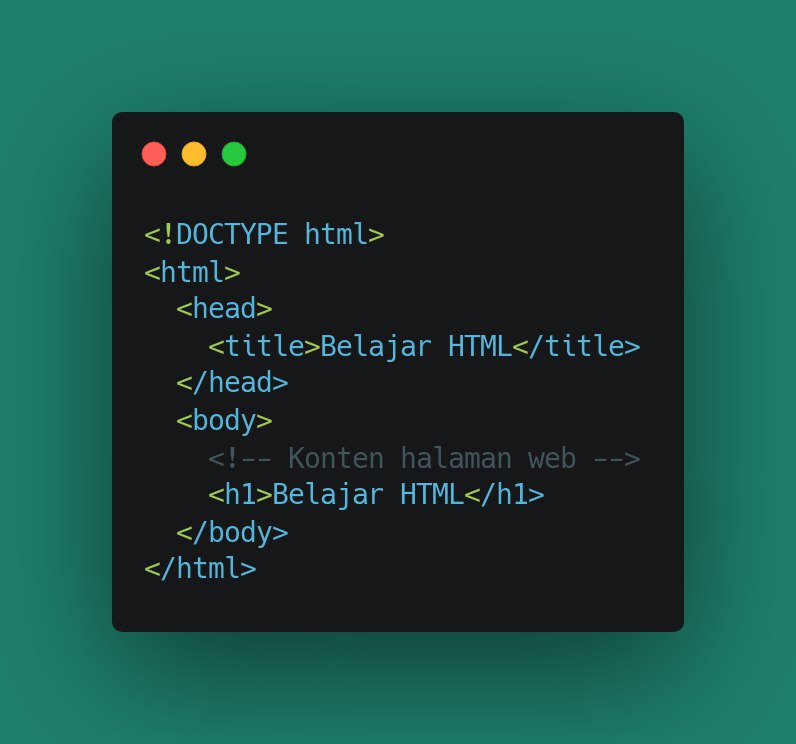 <!DOCTYPE html>
<html>
  <head>
    <title>Belajar HTML</title>
  </head>
  <body>
    <!-- Konten halaman web -->
    <h1>Belajar HTML</h1>
  </body>
</html>